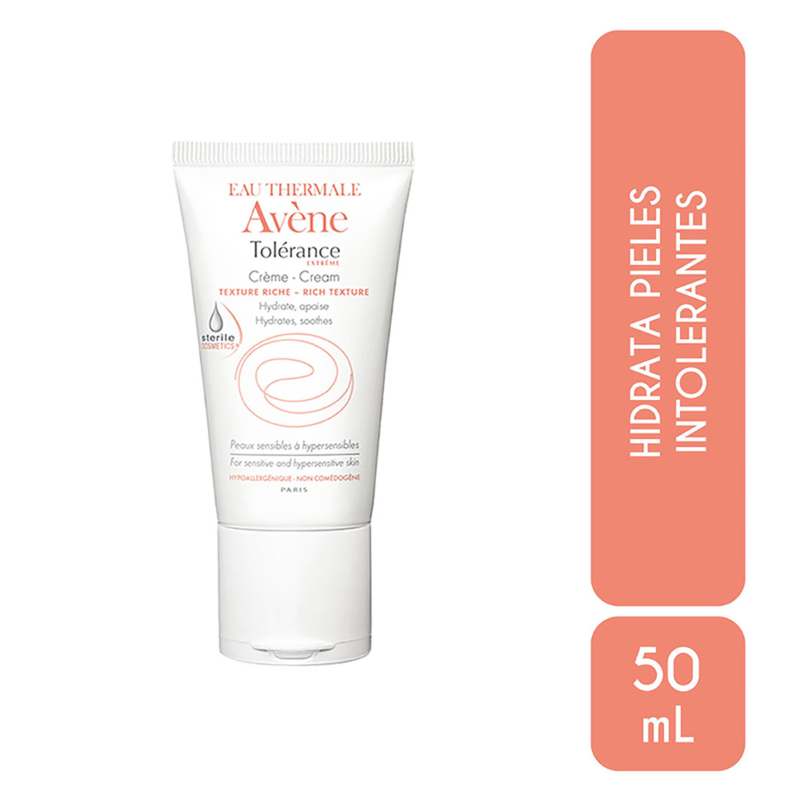 EAU THERMALE
Avène
Tolérance
EXTRÊME
Crème - Cream
TEXTURE RICHE - RICH TEXTURE
Hydrate, apaise
Hydrates, soothes
sterile
COSMETICS®
Peaux sensibles à hypersensibles
For sensitive and hypersensitive skin
HYPOALLERGÉNIQUE - NON COMÉDOGÈNE
PARIS
HIDRATA PIELES
INTOLERANTES
50
mL